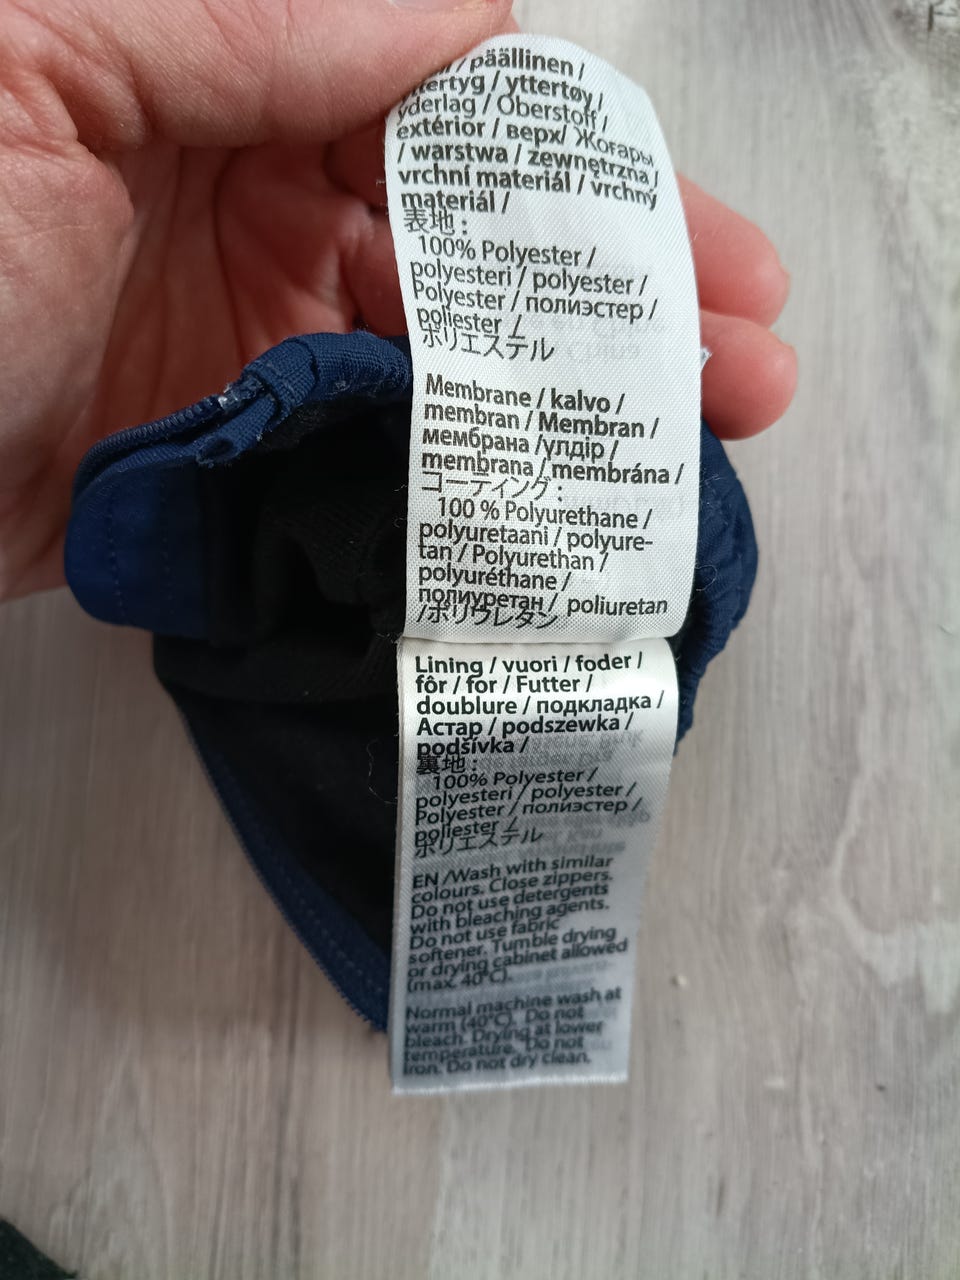 / päällinen /
yttertøy /
/ Oberstoff /
extérior / верх/ Жоғары
/ warstwa / zewnętrzna /
vrchní materiál / vrchný
materiál /
表地 :
100% Polyester /
polyesteri / polyester /
Polyester / полиэстер /
poliester /
ポリエステル
Membrane / kalvo /
membran / Membran /
мембрана /үлдір /
membrana / membrána /
コーティング :
100 % Polyurethane /
polyuretaani / polyure-
tan / Polyurethan /
polyuréthane /
полиуретан / poliuretan
/ポリウレタン
Lining / vuori / foder /
fôr / for / Futter /
doublure / подкладка /
Астар / podszewka /
podšívka /
裏地 :
100% Polyester /
polyesteri / polyester /
Polyester / полиэстер /
poliester /
ポリエステル
EN /Wash with similar
colours. Close zippers.
Do not use detergents
with bleaching agents.
Do not use fabric
softener. Tumble drying
or drying cabinet allowed
(max. 40°C).
Normal machine wash at
warm (40°C). Do not
bleach. Drying at lower
temperature. Do not
iron. Do not dry clean.